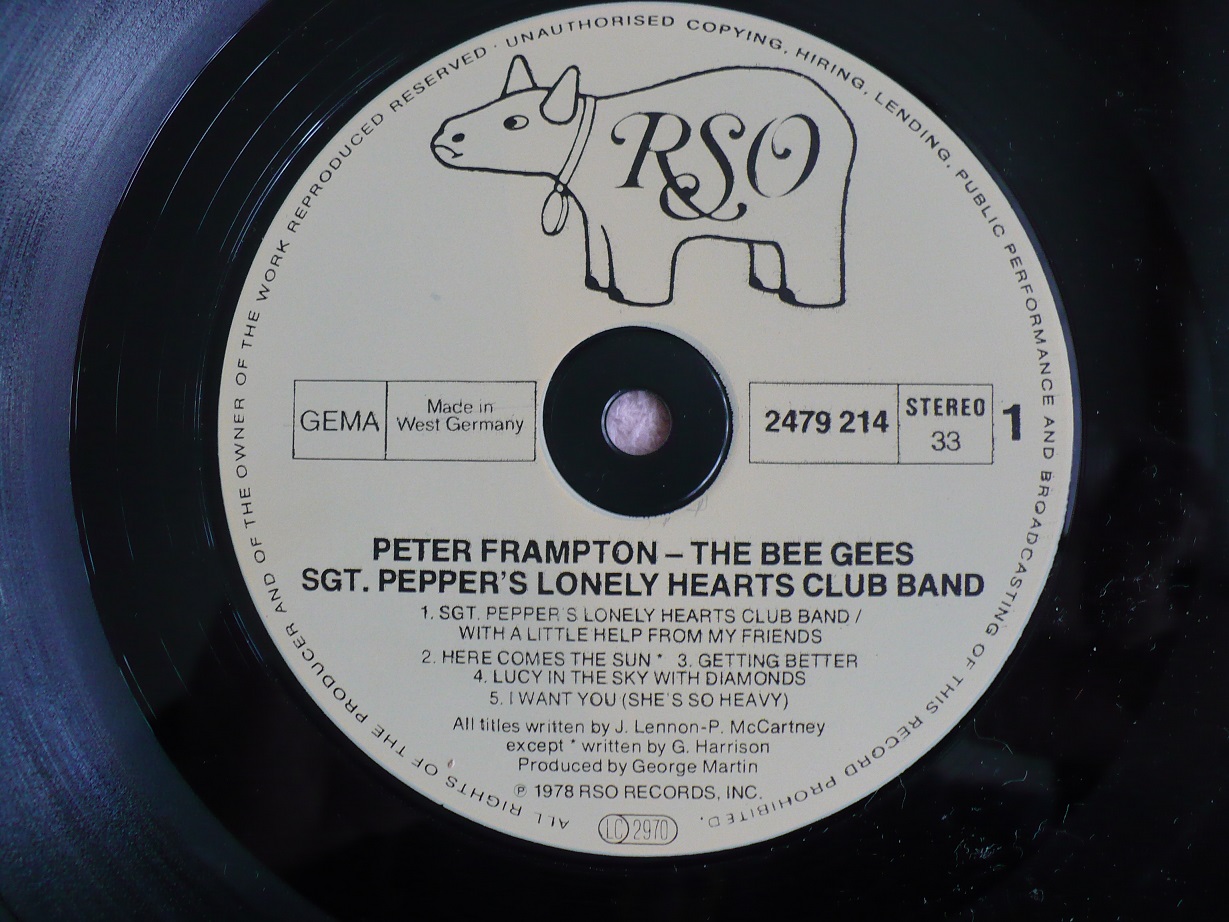 ALL RIGHTS OF THE PRODUCER AND OF THE OWNER OF THE WORK REPRODUCED RESERVED · UNAUTHORISED COPYING, HIRING, LENDING, PUBLIC PERFORMANCE AND BROADCASTING OF THIS RECORD PROHIBITED.
RSO
GEMA
Made in
West Germany
2479 214
STEREO
33
1
PETER FRAMPTON – THE BEE GEES
SGT. PEPPER'S LONELY HEARTS CLUB BAND
1. SGT. PEPPER'S LONELY HEARTS CLUB BAND /
WITH A LITTLE HELP FROM MY FRIENDS
2. HERE COMES THE SUN * 3. GETTING BETTER
4. LUCY IN THE SKY WITH DIAMONDS
5. I WANT YOU (SHE'S SO HEAVY)
All titles written by J. Lennon-P. McCartney
except * written by G. Harrison
Produced by George Martin
℗ 1978 RSO RECORDS, INC.
LC 2970